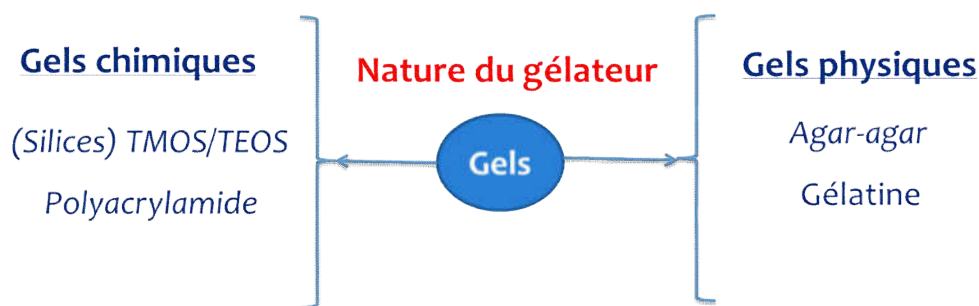 Gels chimiques
(Silices) TMOS/TEOS
Polyacrylamide
Nature du gélateur
Gels
Gels physiques
Agar-agar
Gélatine